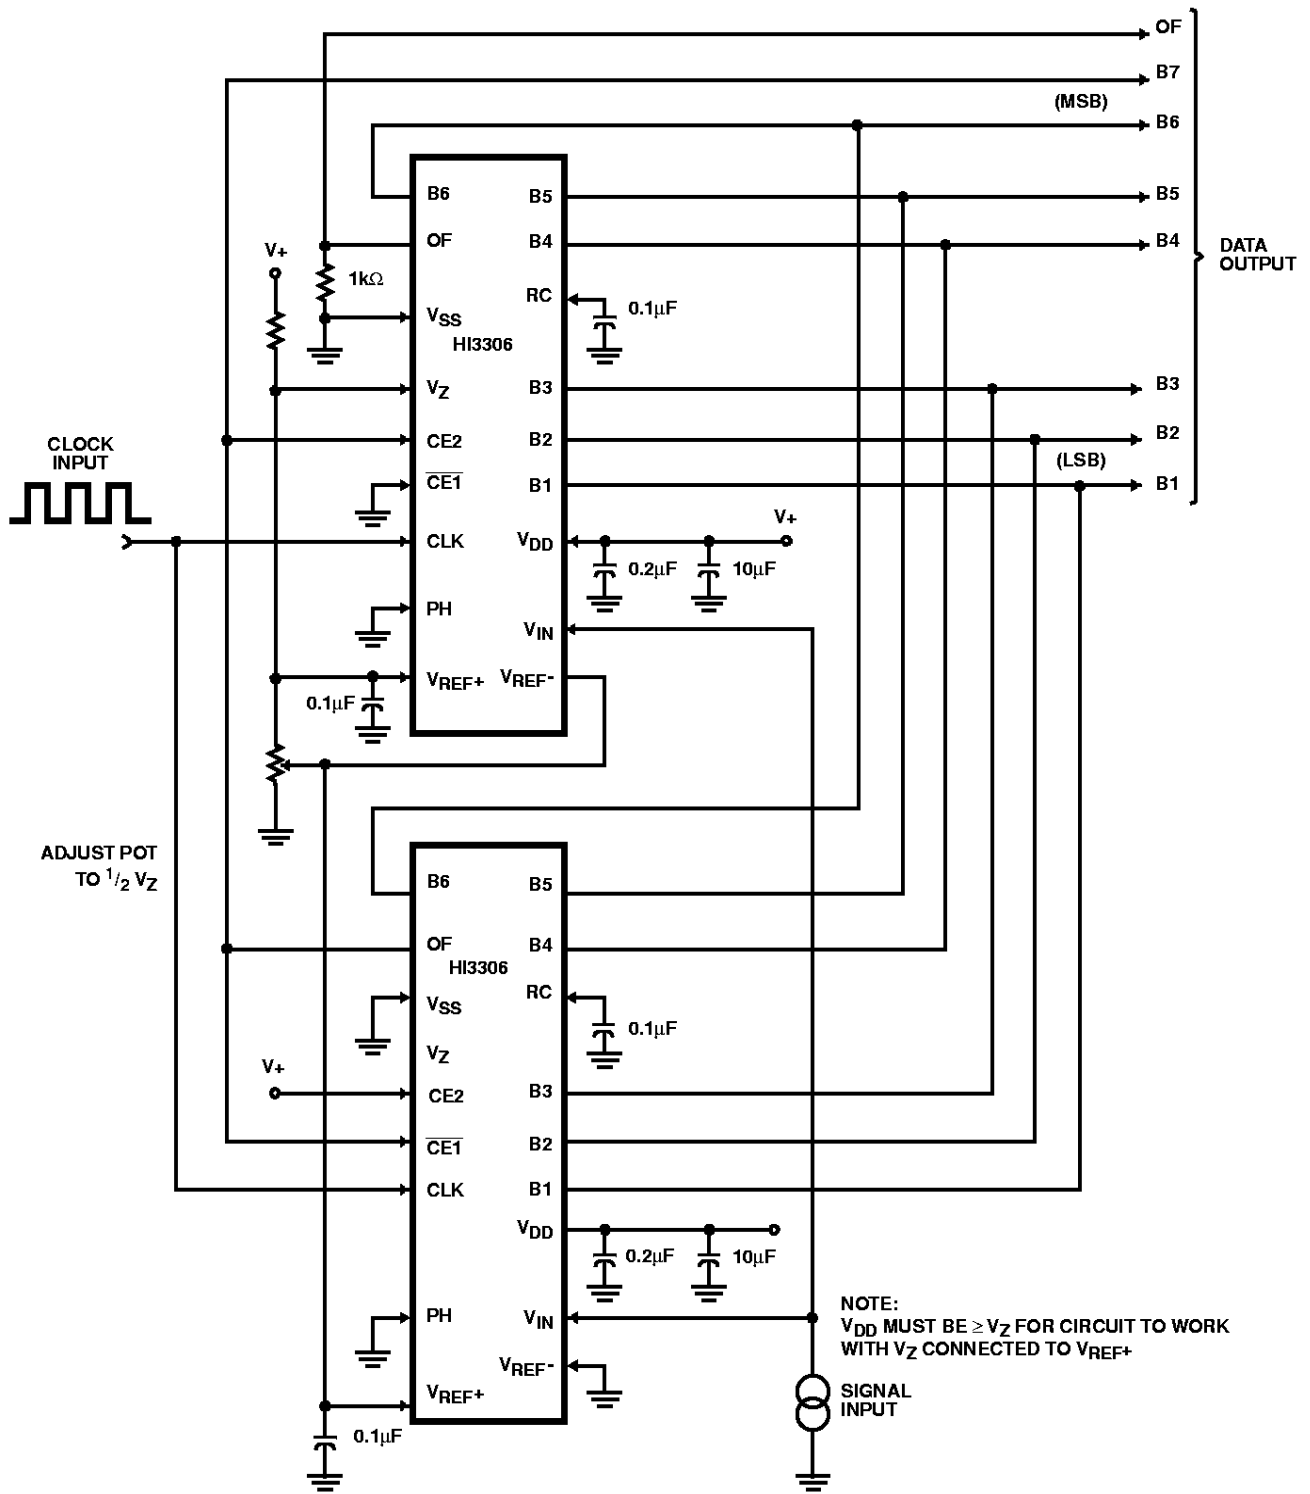 OF
B7
(MSB)
B6
B6
B5
B5
OF
B4
B4
V+
DATA
OUTPUT
1kΩ
RC
0.1µF
VSS
HI3306
VZ
B3
B3
CLOCK
INPUT
CE2
B2
B2
(LSB)
CE1
B1
B1
V+
CLK
VDD
0.2µF
10µF
PH
VIN
VREF+
VREF-
0.1µF
ADJUST POT
TO 1/2 VZ
B6
B5
OF
B4
HI3306
RC
VSS
0.1µF
VZ
V+
CE2
B3
CE1
B2
CLK
B1
VDD
0.2µF
10µF
PH
VIN
NOTE:
VDD MUST BE ≥ VZ FOR CIRCUIT TO WORK
WITH VZ CONNECTED TO VREF+
VREF-
VREF+
SIGNAL
INPUT
0.1µF